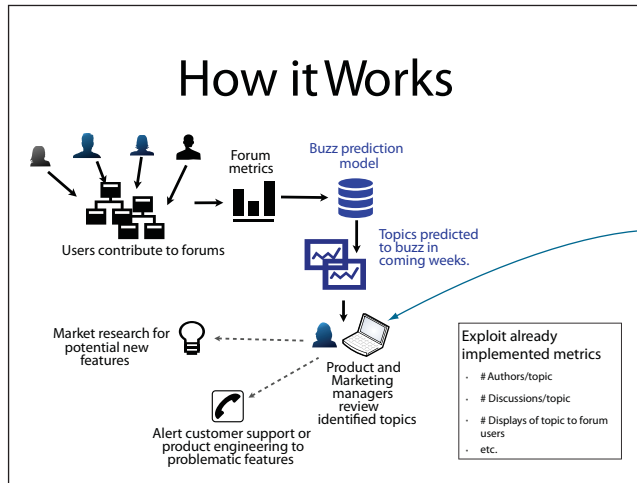 How it Works
Forum
metrics
Buzz prediction
model
Users contribute to forums
Topics predicted
to buzz in
coming weeks.
Market research for
potential new
features
Product and
Marketing
managers
review
identified topics
Alert customer support or
product engineering to
problematic features
Exploit already
implemented metrics
· # Authors/topic
· # Discussions/topic
· # Displays of topic to forum
users
· etc.